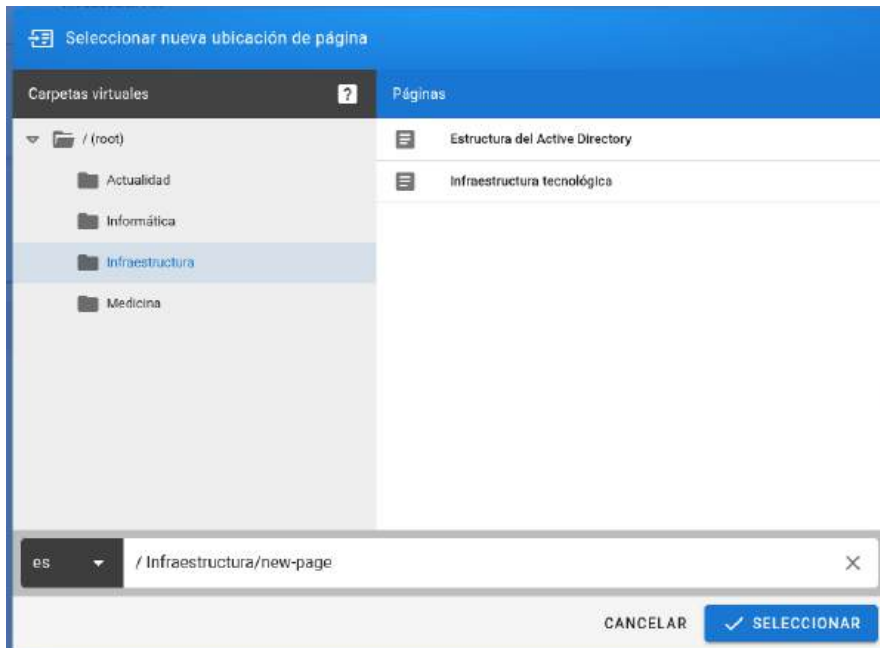 Seleccionar nueva ubicación de página
Carpetas virtuales
?
Páginas
/ (root)
Actualidad
Informática
Infraestructura
Medicina
Estructura del Active Directory
Infraestructura tecnológica
es
/ Infraestructura/new-page
CANCELAR
SELECCIONAR